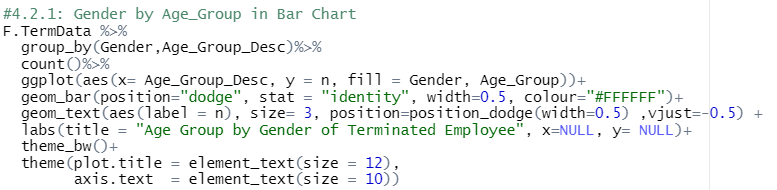 #4.2.1: Gender by Age_Group in Bar Chart
F.TermData %>%
  group_by(Gender,Age_Group_Desc)%>%
  count()%>%
  ggplot(aes(x= Age_Group_Desc, y = n, fill = Gender, Age_Group))+
  geom_bar(position="dodge", stat = "identity", width=0.5, colour="#FFFFFF")+
  geom_text(aes(label = n), size= 3, position=position_dodge(width=0.5) ,vjust=-0.5) +
  labs(title = "Age Group by Gender of Terminated Employee", x=NULL, y= NULL)+
  theme_bw()+
  theme(plot.title = element_text(size = 12),
        axis.text  = element_text(size = 10))